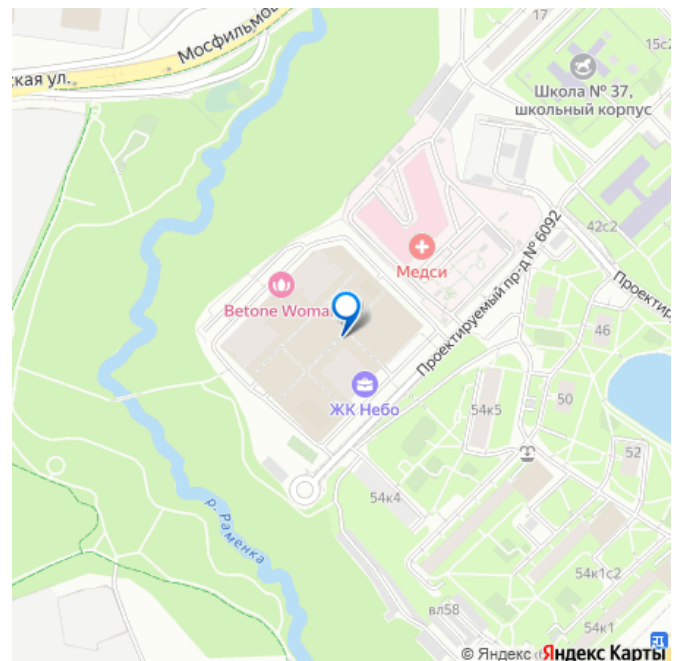 17
Мосфильмов
ская ул.
15с2
Школа № 37,
школьный корпус
42с2
Медси
Проектируемый пр-д № 6092
Проектир
Betone Woma
46
ЖК Небо
54к5
50
52
54к4
р. Раменка
54к1с2
вл58
54к1
© Яндекс
Яндекс Карты